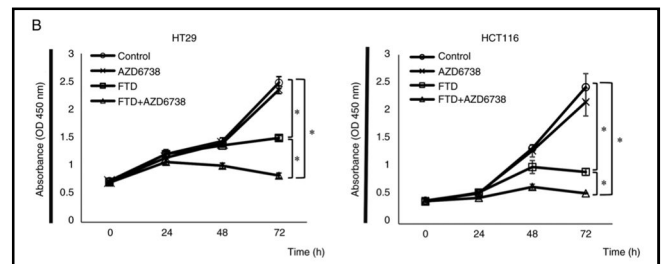 B
HT29
Absorbance (OD 450 nm)
3
2.5
2
1.5
1
0.5
0
Control
AZD6738
FTD
FTD+AZD6738
*
*
*
0 24 48 72
Time (h)
HCT116
Absorbance (OD 450 nm)
3
2.5
2
1.5
1
0.5
0
Control
AZD6738
FTD
FTD+AZD6738
*
*
*
0 24 48 72
Time (h)